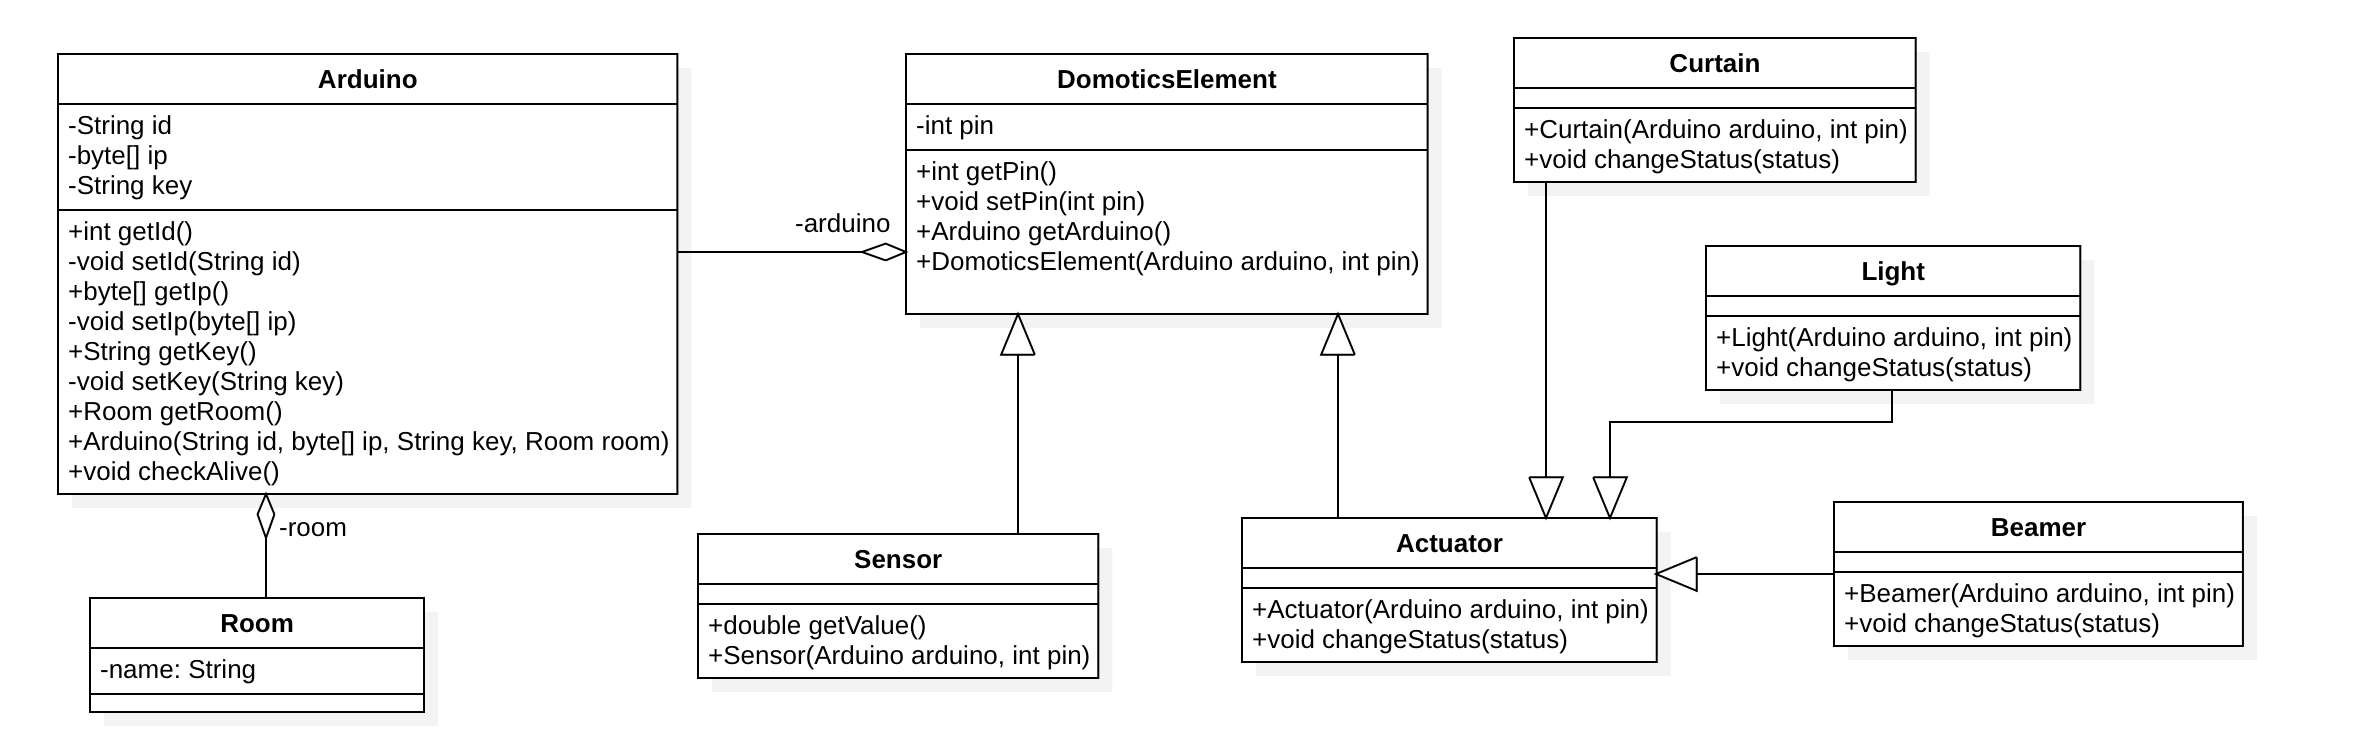 Arduino
-String id
-byte[] ip
-String key
+int getId()
-void setId(String id)
+byte[] getIp()
-void setIp(byte[] ip)
+String getKey()
-void setKey(String key)
+Room getRoom()
+Arduino(String id, byte[] ip, String key, Room room)
+void checkAlive()
-room
Room
-name: String
-arduino
DomoticsElement
-int pin
+int getPin()
+void setPin(int pin)
+Arduino getArduino()
+DomoticsElement(Arduino arduino, int pin)
Sensor
+double getValue()
+Sensor(Arduino arduino, int pin)
Curtain
+Curtain(Arduino arduino, int pin)
+void changeStatus(status)
Light
+Light(Arduino arduino, int pin)
+void changeStatus(status)
Actuator
+Actuator(Arduino arduino, int pin)
+void changeStatus(status)
Beamer
+Beamer(Arduino arduino, int pin)
+void changeStatus(status)